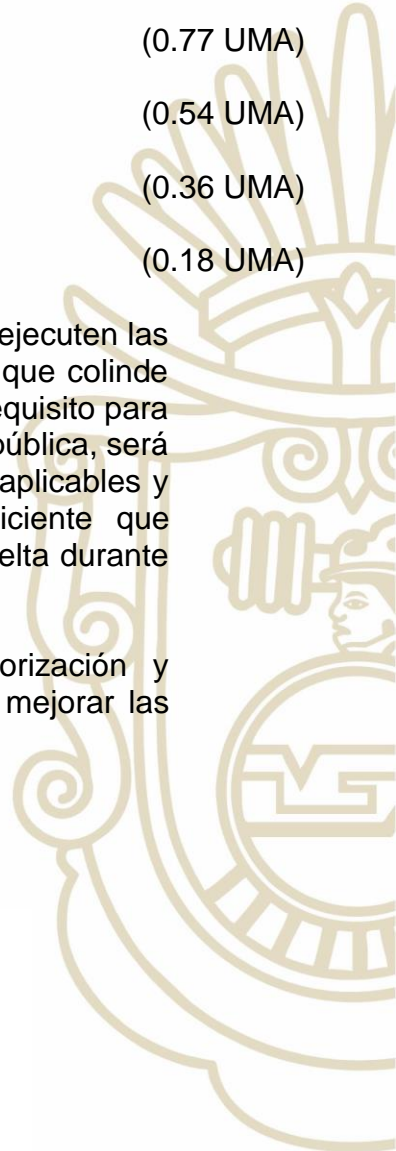 (0.77 UMA)
(0.54 UMA)
(0.36 UMA)
(0.18 UMA)
ejecuten las
que colinde
equisito para
pública, será
aplicables y
iciente que
elta durante
orización y
mejorar las